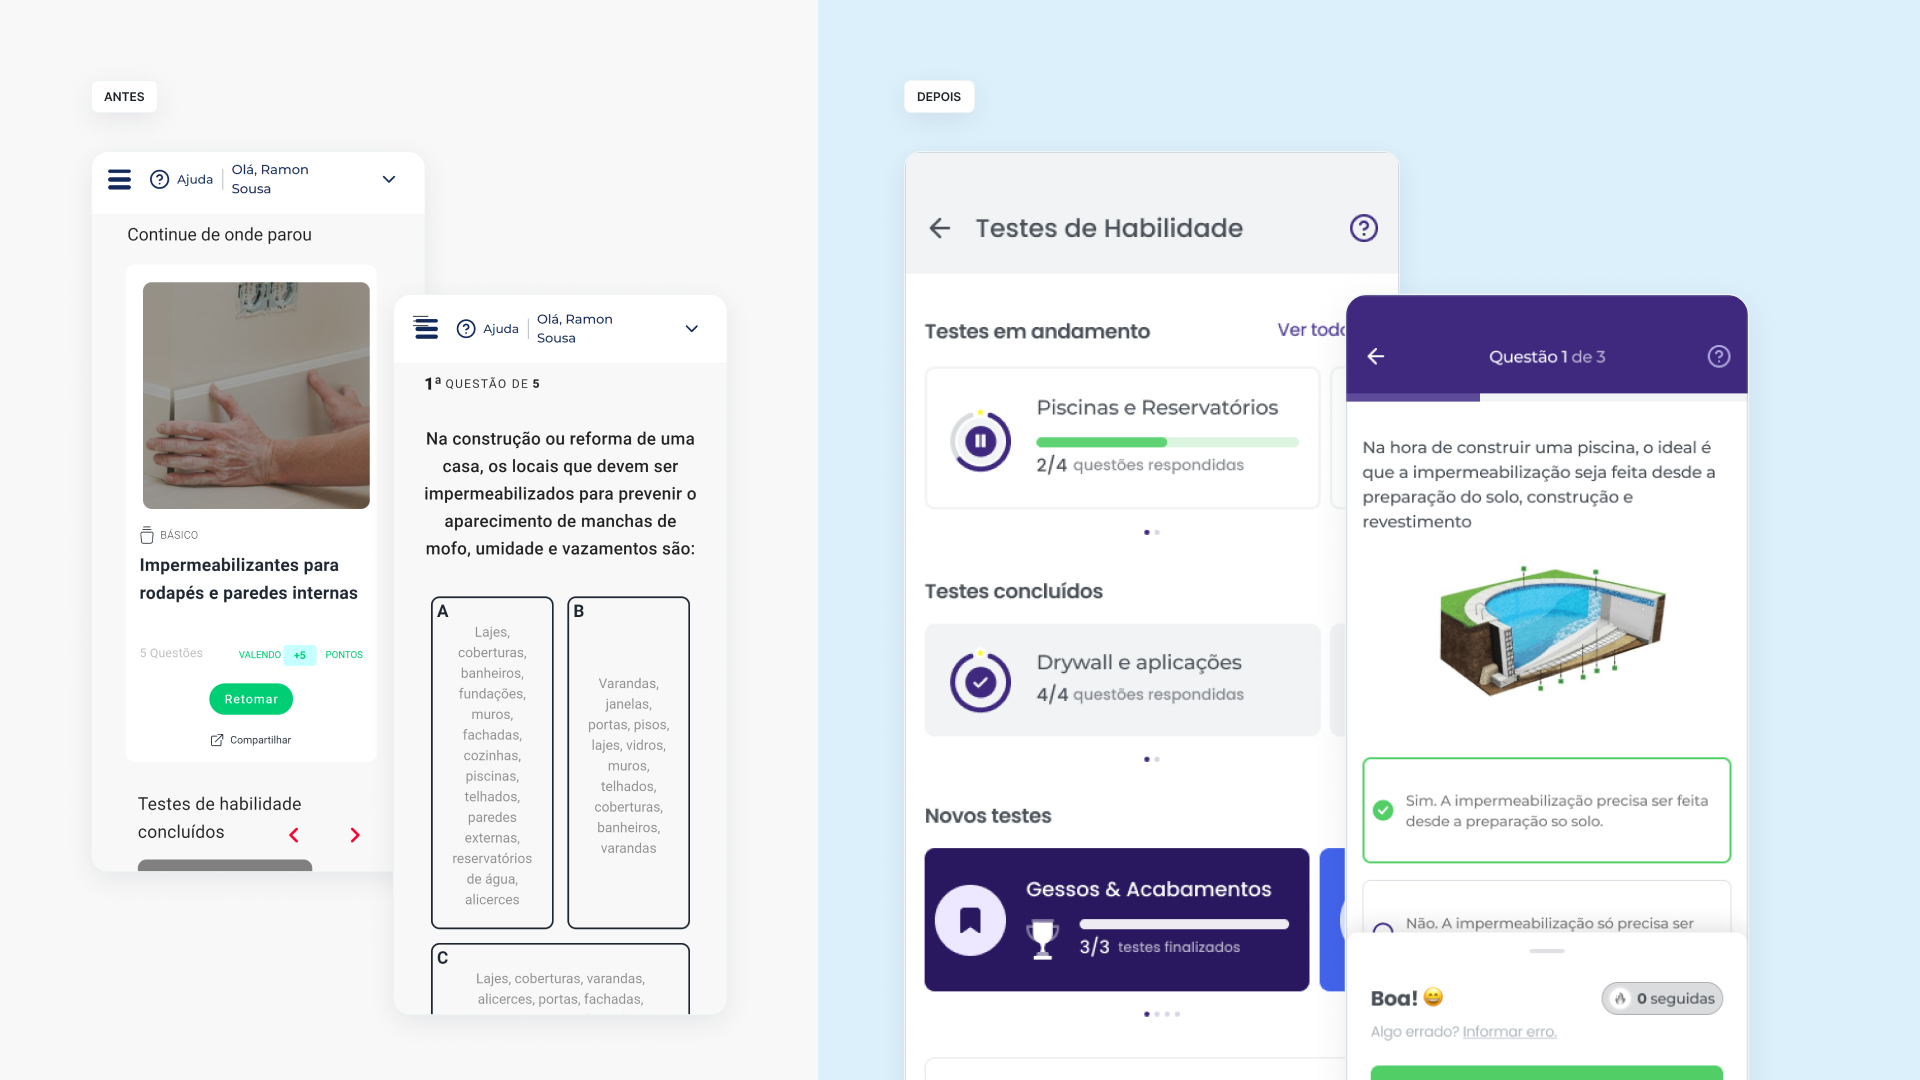 ANTES
Ajuda
Olá, Ramon
Sousa
Continue de onde parou
BÁSICO
Impermeabilizantes para
rodapés e paredes internas
5 Questões
VALENDO +5 PONTOS
Retomar
Compartilhar
Testes de habilidade
concluídos
Ajuda
Olá, Ramon
Sousa
1ª QUESTÃO DE 5
Na construção ou reforma de uma
casa, os locais que devem ser
impermeabilizados para prevenir o
aparecimento de manchas de
mofo, umidade e vazamentos são:
A
Lajes,
coberturas,
banheiros,
fundações,
muros,
fachadas,
cozinhas,
piscinas,
telhados,
paredes
externas,
reservatórios
de água,
alicerces
B
Varandas,
janelas,
portas, pisos,
lajes, vidros,
muros,
telhados,
coberturas,
banheiros,
varandas
C
Lajes, coberturas, varandas,
alicerces, portas, fachadas,
DEPOIS
Testes de Habilidade
Testes em andamento
Ver todo
Piscinas e Reservatórios
2/4 questões respondidas
Testes concluídos
Drywall e aplicações
4/4 questões respondidas
Novos testes
Gessos & Acabamentos
3/3 testes finalizados
Questão 1 de 3
Na hora de construir uma piscina, o ideal é
que a impermeabilização seja feita desde a
preparação do solo, construção e
revestimento
Sim. A impermeabilização precisa ser feita
desde a preparação so solo.
Não. A impermeabilização só precisa ser
Boa! 😄
0 seguidas
Algo errado? Informar erro.